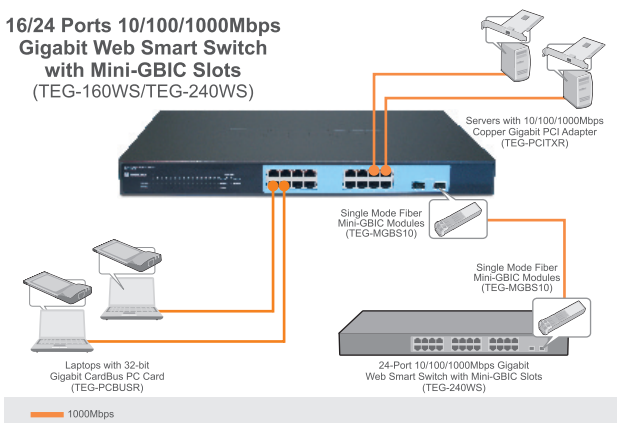 16/24 Ports 10/100/1000Mbps
Gigabit Web Smart Switch
with Mini-GBIC Slots
(TEG-160WS/TEG-240WS)
Servers with 10/100/1000Mbps
Copper Gigabit PCI Adapter
(TEG-PCITXR)
Single Mode Fiber
Mini-GBIC Modules
(TEG-MGBS10)
Single Mode Fiber
Mini-GBIC Modules
(TEG-MGBS10)
Laptops with 32-bit
Gigabit CardBus PC Card
(TEG-PCBUSR)
24-Port 10/100/1000Mbps Gigabit
Web Smart Switch with Mini-GBIC Slots
(TEG-240WS)
1000Mbps